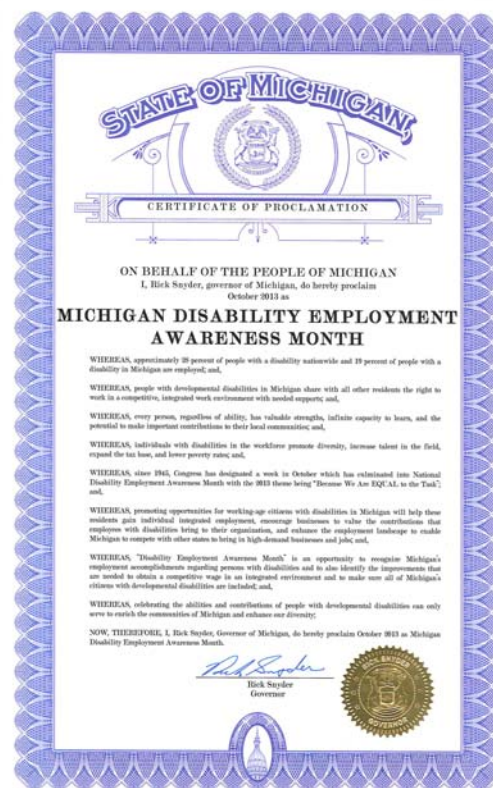 STATE OF MICHIGAN,
CERTIFICATE OF PROCLAMATION
ON BEHALF OF THE PEOPLE OF MICHIGAN
I, Rick Snyder, governor of Michigan, do hereby proclaim
October 2013 as
MICHIGAN DISABILITY EMPLOYMENT
AWARENESS MONTH
WHEREAS, approximately 28 percent of people with a disability nationwide and 19 percent of people with a
disability in Michigan are employed; and,
WHEREAS, people with developmental disabilities in Michigan share with all other residents the right to
work in a competitive, integrated work environment with needed supports; and,
WHEREAS, every person, regardless of ability, has valuable strengths, infinite capacity to learn, and the
potential to make important contributions to their local communities; and,
WHEREAS, individuals with disabilities in the workforce promote diversity, increase talent in the field,
expand the tax base, and lower poverty rates; and,
WHEREAS, since 1945, Congress has designated a week in October which has culminated into National
Disability Employment Awareness Month with the 2013 theme being "Because We Are EQUAL to the Task";
and,
WHEREAS, promoting opportunities for working-age citizens with disabilities in Michigan will help these
residents gain individual integrated employment, encourage businesses to value the contributions that
employees with disabilities bring to their organization, and enhance the employment landscape to enable
Michigan to compete with other states to bring in high-demand businesses and jobs; and,
WHEREAS, "Disability Employment Awareness Month" is an opportunity to recognize Michigan's
employment accomplishments regarding persons with disabilities and to also identify the improvements that
are needed to obtain a competitive wage in an integrated environment and to make sure all of Michigan's
citizens with developmental disabilities are included; and,
WHEREAS, celebrating the abilities and contributions of people with developmental disabilities can only
serve to enrich the communities of Michigan and enhance our diversity;
NOW, THEREFORE, I, Rick Snyder, Governor of Michigan, do hereby proclaim October 2013 as Michigan
Disability Employment Awareness Month.
Rick Snyder
Rick Snyder
Governor
RICK SNYDER
GOVERNOR